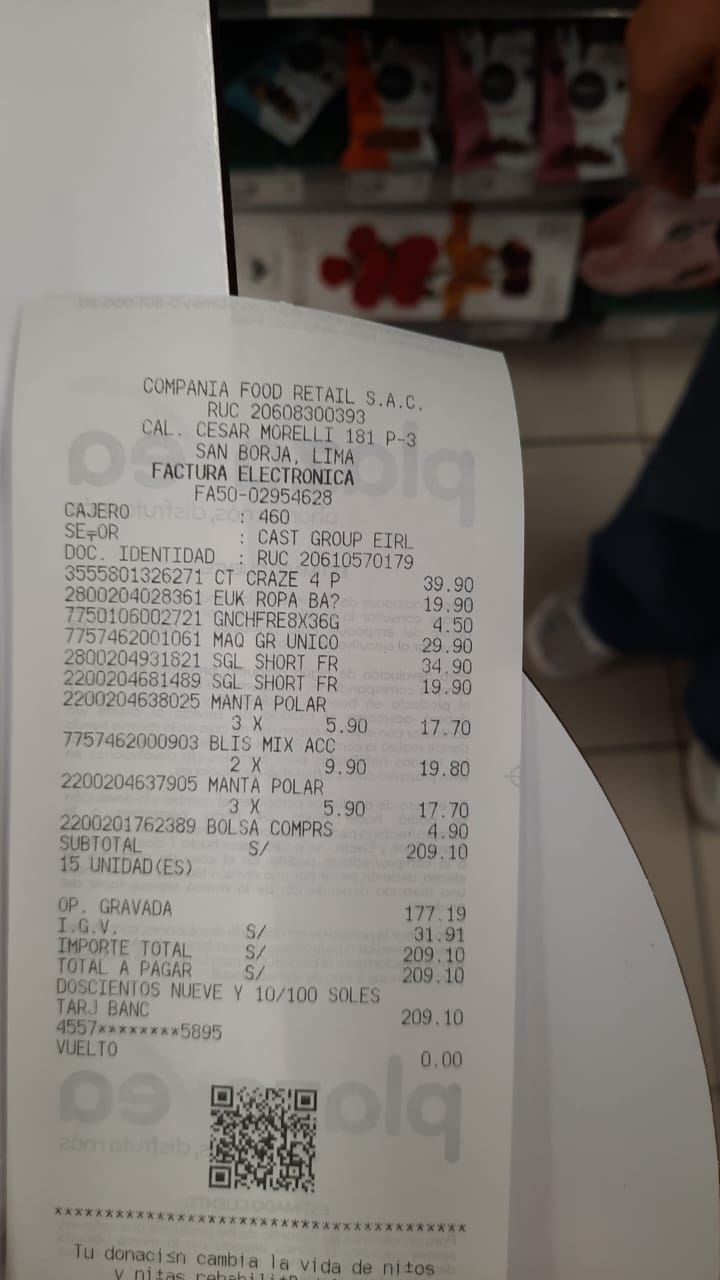 COMPANIA FOOD RETAIL S.A.C.
RUC 20608300393
CAL. CESAR MORELLI 181 P-3
SAN BORJA, LIMA
FACTURA ELECTRONICA
FA50-02954628
CAJERO : 460
SE╤OR : CAST GROUP EIRL
DOC. IDENTIDAD : RUC 20610570179
3555801326271 CT CRAZE 4 P 39.90
2800204028361 EUK ROPA BA? 19.90
7750106002721 GNCHFRE8X36G 4.50
7757462001061 MAQ GR UNICO 29.90
2800204931821 SGL SHORT FR 34.90
2200204681489 SGL SHORT FR 19.90
2200204638025 MANTA POLAR
3 X 5.90 17.70
7757462000903 BLIS MIX ACC
2 X 9.90 19.80
2200204637905 MANTA POLAR
3 X 5.90 17.70
2200201762389 BOLSA COMPRS 4.90
SUBTOTAL S/ 209.10
15 UNIDAD(ES)
OP. GRAVADA 177.19
I.G.V. S/ 31.91
IMPORTE TOTAL S/ 209.10
TOTAL A PAGAR S/ 209.10
DOSCIENTOS NUEVE Y 10/100 SOLES
TARJ BANC 209.10
4557********5895
VUELTO 0.00
**************************************
Tu donaci≤n cambia la vida de ni±os
y ni±as